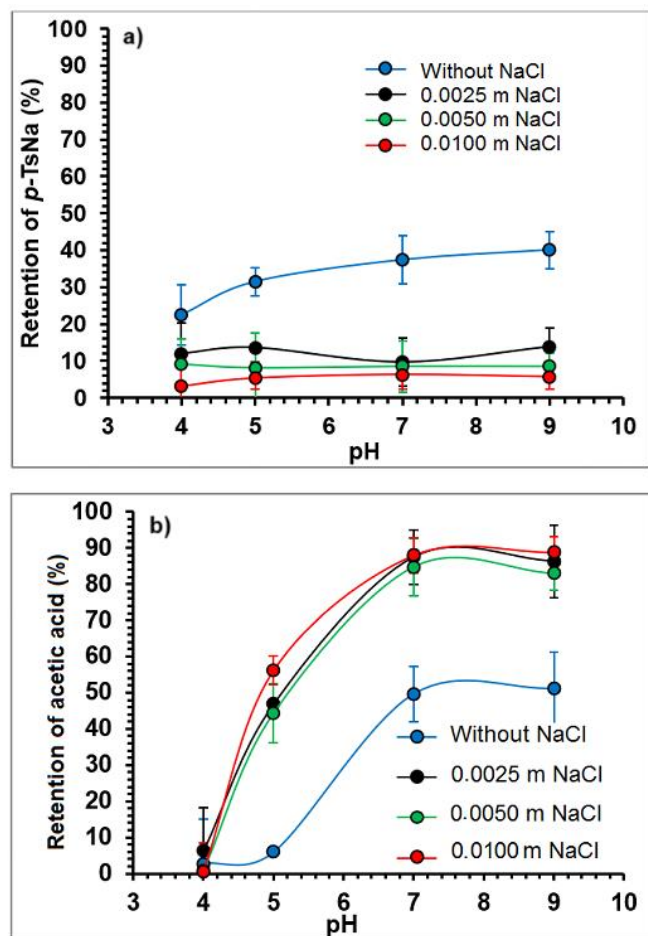 a)
100
90
80
70
60
50
40
30
20
10
0
Retention of p-TsNa (%)
Without NaCl
0.0025 m NaCl
0.0050 m NaCl
0.0100 m NaCl
3 4 5 6 7 8 9 10
pH
b)
100
90
80
70
60
50
40
30
20
10
0
Retention of acetic acid (%)
Without NaCl
0.0025 m NaCl
0.0050 m NaCl
0.0100 m NaCl
3 4 5 6 7 8 9 10
pH